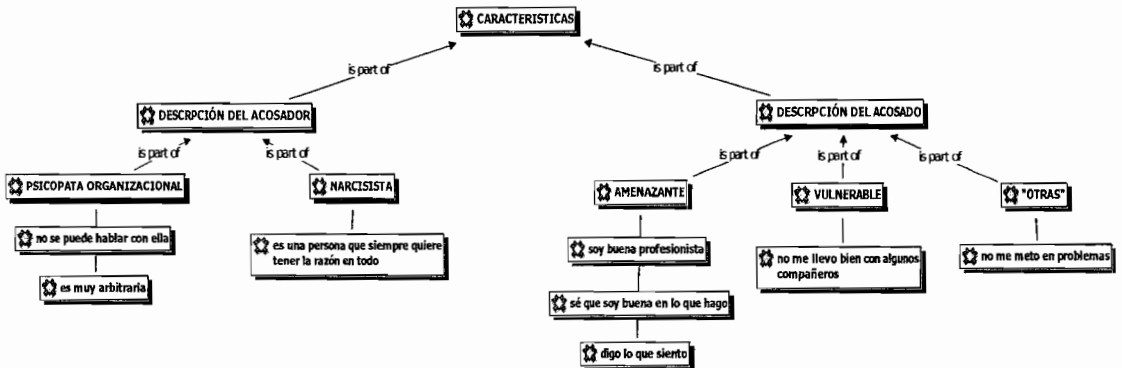 CARACTERISTICAS
is part of
is part of
DESCRPCIÓN DEL ACOSADOR
DESCRPCIÓN DEL ACOSADO
is part of
is part of
is part of
is part of
is part of
PSICOPATA ORGANIZACIONAL
NARCISISTA
AMENAZANTE
VULNERABLE
"OTRAS"
no se puede hablar con ella
es una persona que siempre quiere
tener la razón en todo
soy buena profesionista
no me llevo bien con algunos
compañeros
no me meto en problemas
es muy arbitraria
sé que soy buena en lo que hago
digo lo que siento